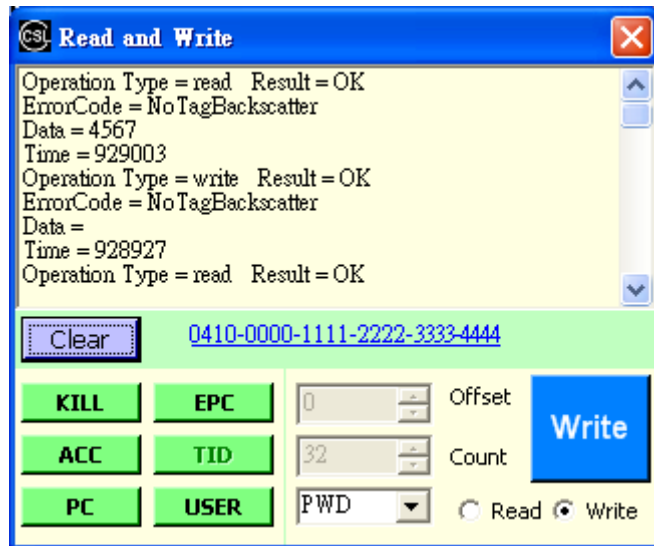 CSL Read and Write
Operation Type = read Result = OK
ErrorCode = NoTagBackscatter
Data = 4567
Time = 929003
Operation Type = write Result = OK
ErrorCode = NoTagBackscatter
Data =
Time = 928927
Operation Type = read Result = OK
Clear 0410-0000-1111-2222-3333-4444
KILL EPC 0 Offset Write
ACC TID 32 Count
PC USER PWD Read Write